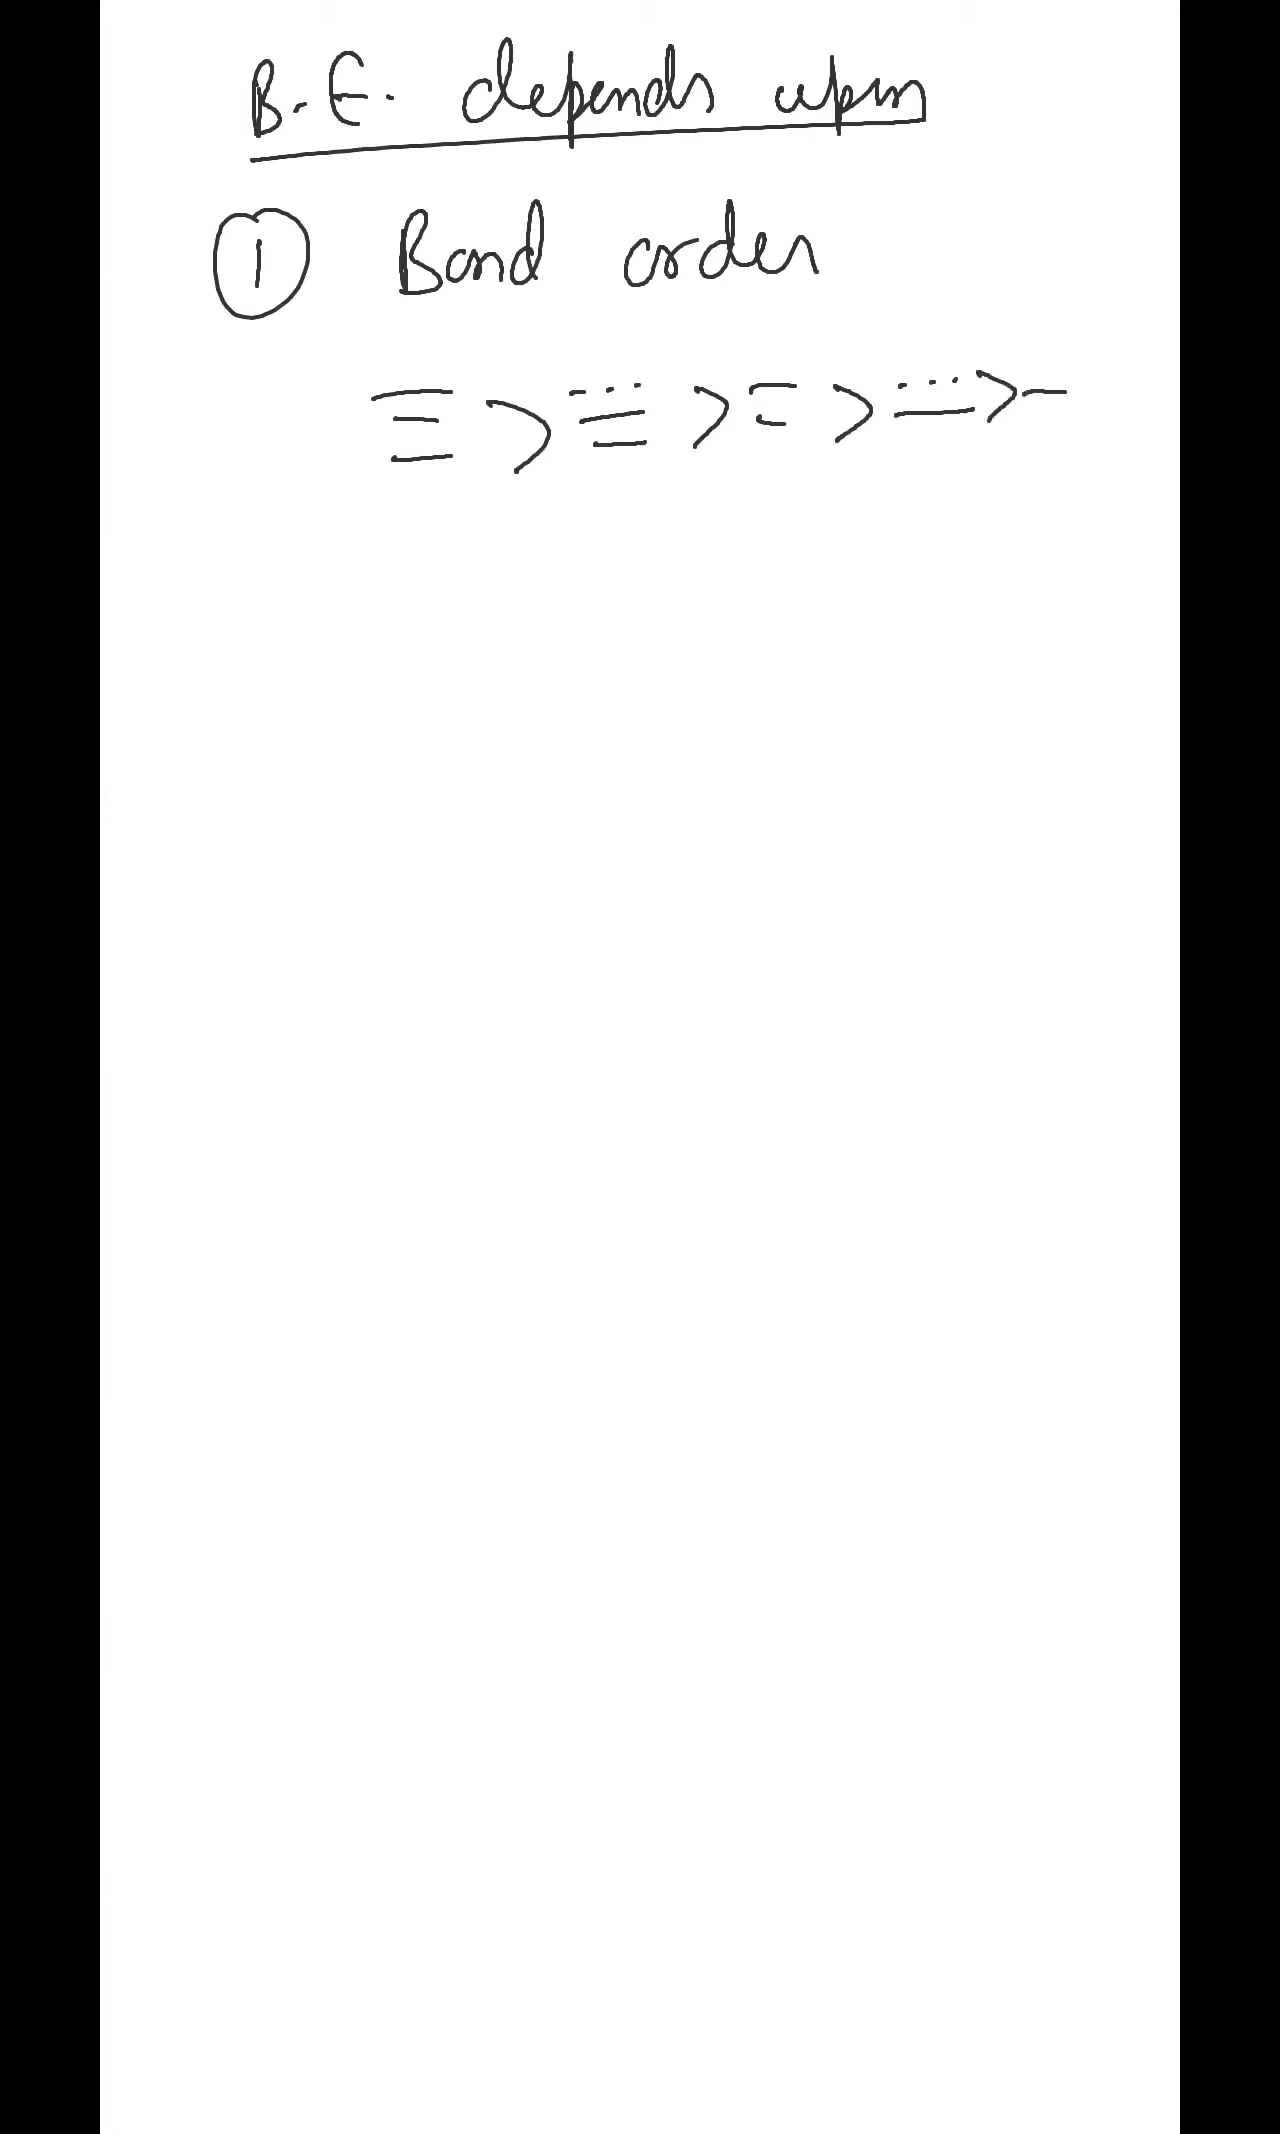 B.E. depends upon
① Bond order
≡ > ⩧ > = > ⩪ > –